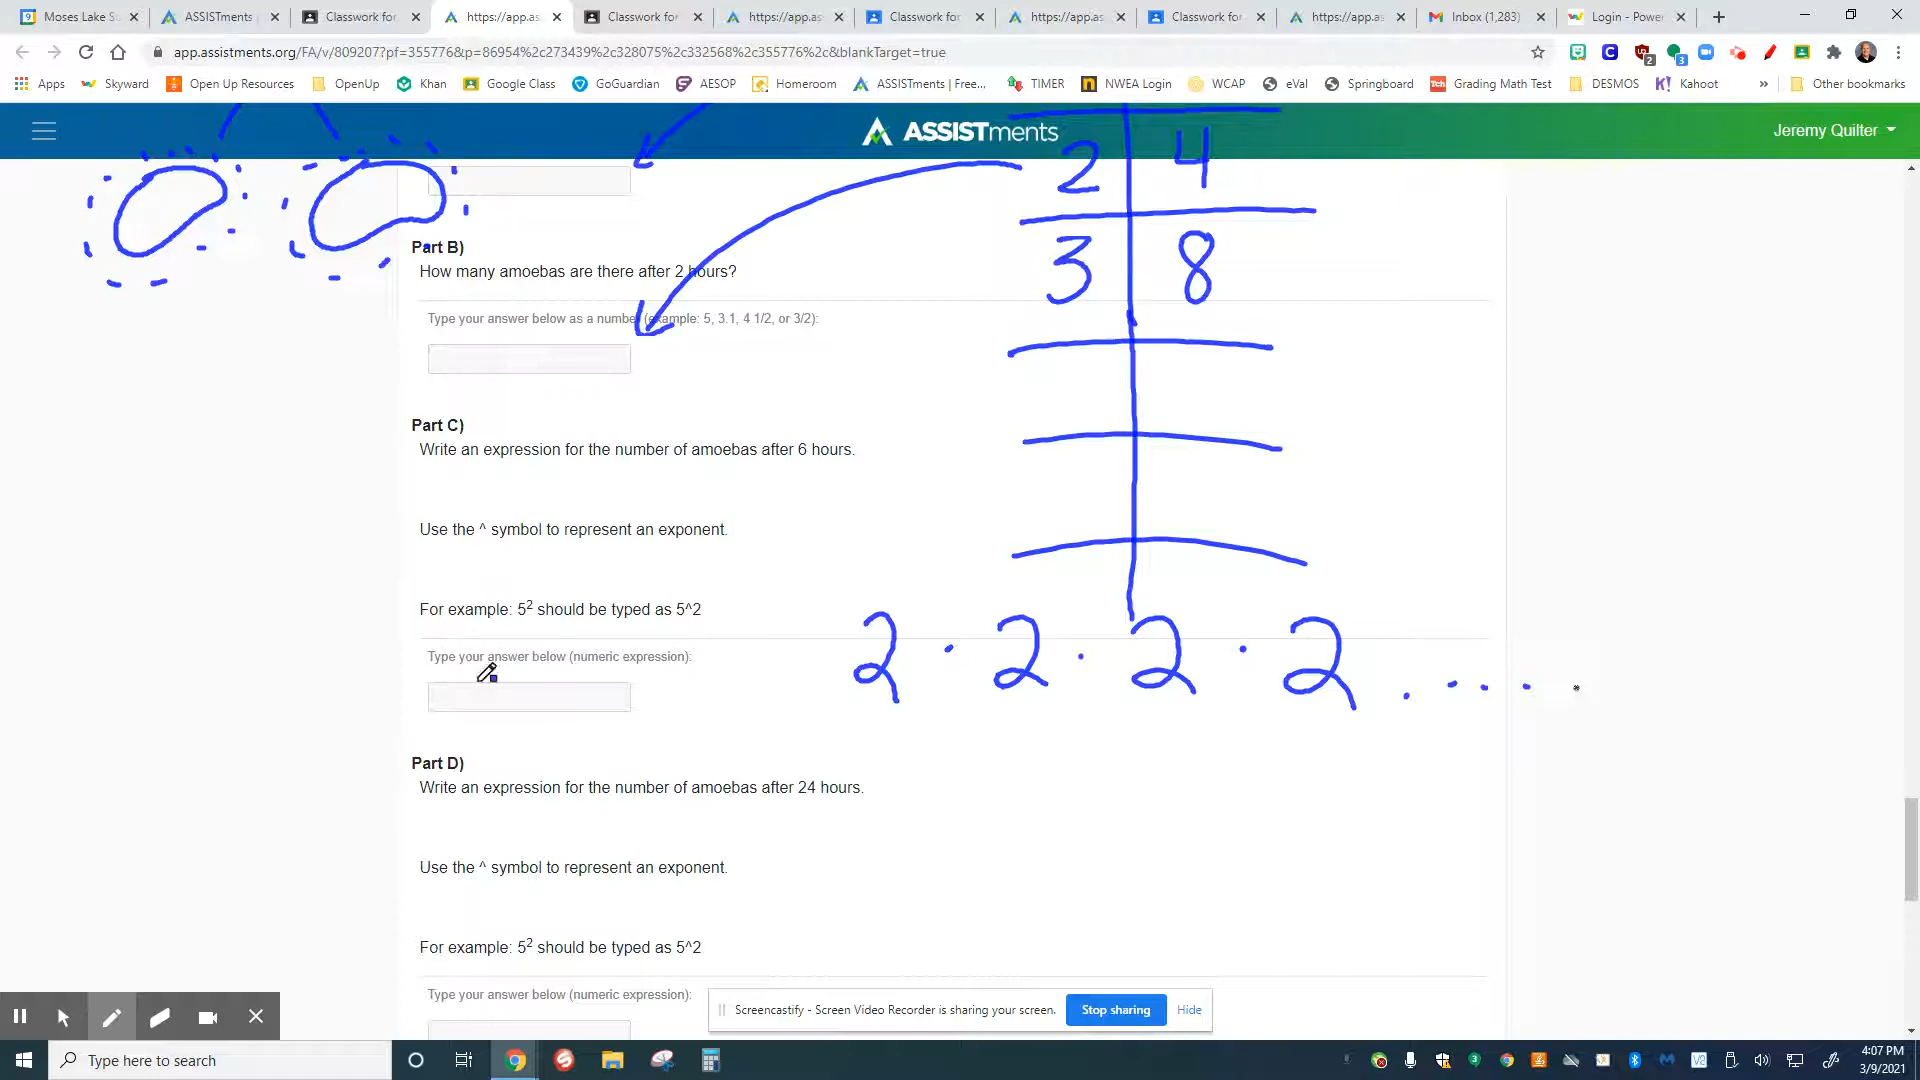 Moses Lake S
ASSISTments
Classwork for
https://app.as
Classwork for
https://app.as
Classwork for
https://app.as
Classwork for
https://app.as
Inbox (1,283)
Login - Powe
app.assistments.org/FA/v/809207?pf=355776&p=86954%2c273439%2c328075%2c332568%2c355776%2c&blankTarget=true
Apps Skyward Open Up Resources OpenUp Khan Google Class GoGuardian AESOP Homeroom ASSISTments | Free... TIMER NWEA Login WCAP eVal Springboard Grading Math Test DESMOS Kahoot » Other bookmarks
ASSISTments
Jeremy Quilter
2 4
Part B)
3 8
How many amoebas are there after 2 hours?
Type your answer below as a number (example: 5, 3.1, 4 1/2, or 3/2):
Part C)
Write an expression for the number of amoebas after 6 hours.
Use the ^ symbol to represent an exponent.
For example: 5² should be typed as 5^2
2 · 2 · 2 · 2 . . . . .
Type your answer below (numeric expression):
Part D)
Write an expression for the number of amoebas after 24 hours.
Use the ^ symbol to represent an exponent.
For example: 5² should be typed as 5^2
Type your answer below (numeric expression):
Screencastify - Screen Video Recorder is sharing your screen. Stop sharing Hide
Type here to search
4:07 PM
3/9/2021